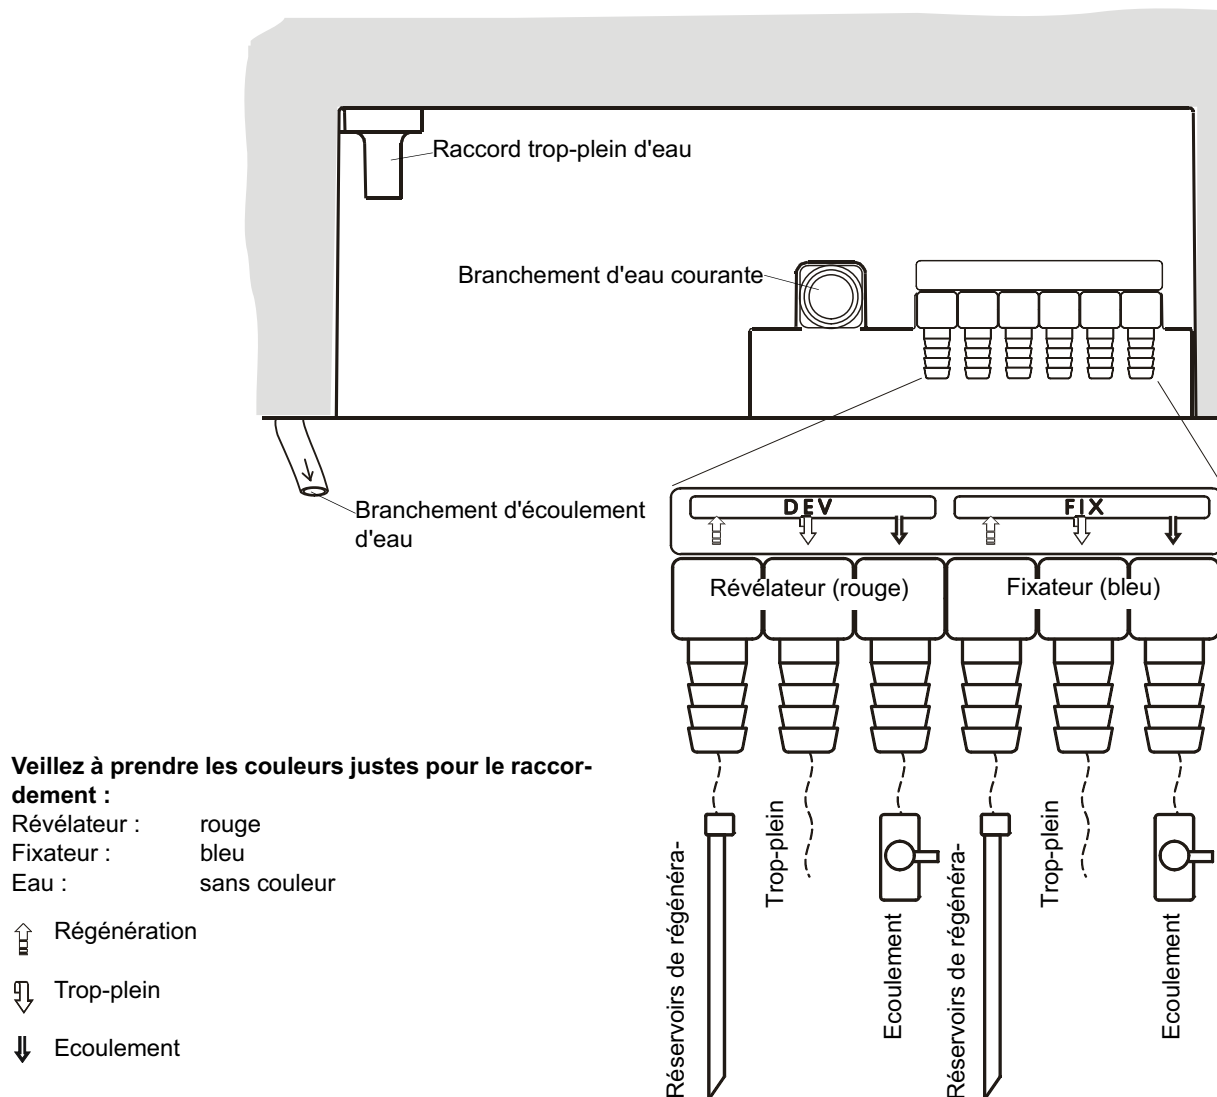 Raccord trop-plein d'eau
Branchement d'eau courante
Branchement d'écoulement
d'eau
DEV
FIX
Révélateur (rouge)
Fixateur (bleu)
Veillez à prendre les couleurs justes pour le raccor-
dement :
Révélateur : rouge
Fixateur : bleu
Eau : sans couleur
Régénération
Trop-plein
Ecoulement
Réservoirs de régénéra-
Trop-plein
Ecoulement
Réservoirs de régénéra-
Trop-plein
Ecoulement